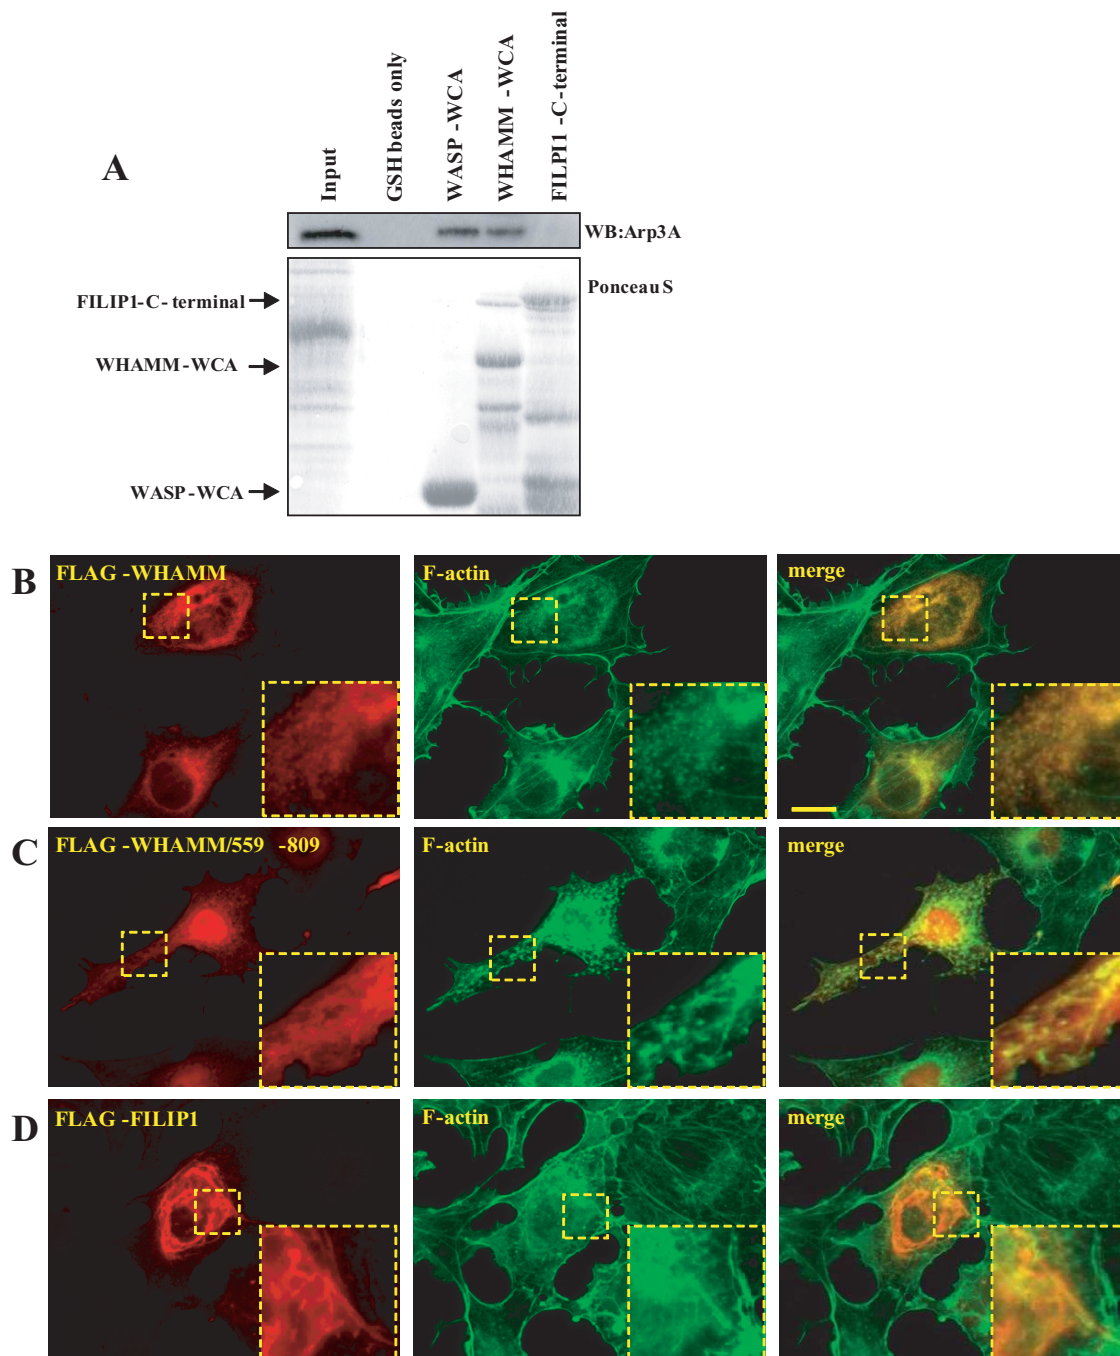 A
Input
GSH beads only
WASP -WCA
WHAMM -WCA
FILPI1 -C-terminal
WB:Arp3A
FILIP1-C- terminal
Ponceau S
WHAMM -WCA
WASP -WCA
B
FLAG -WHAMM
F-actin
merge
C
FLAG -WHAMM/559 -809
F-actin
merge
D
FLAG -FILIP1
F-actin
merge